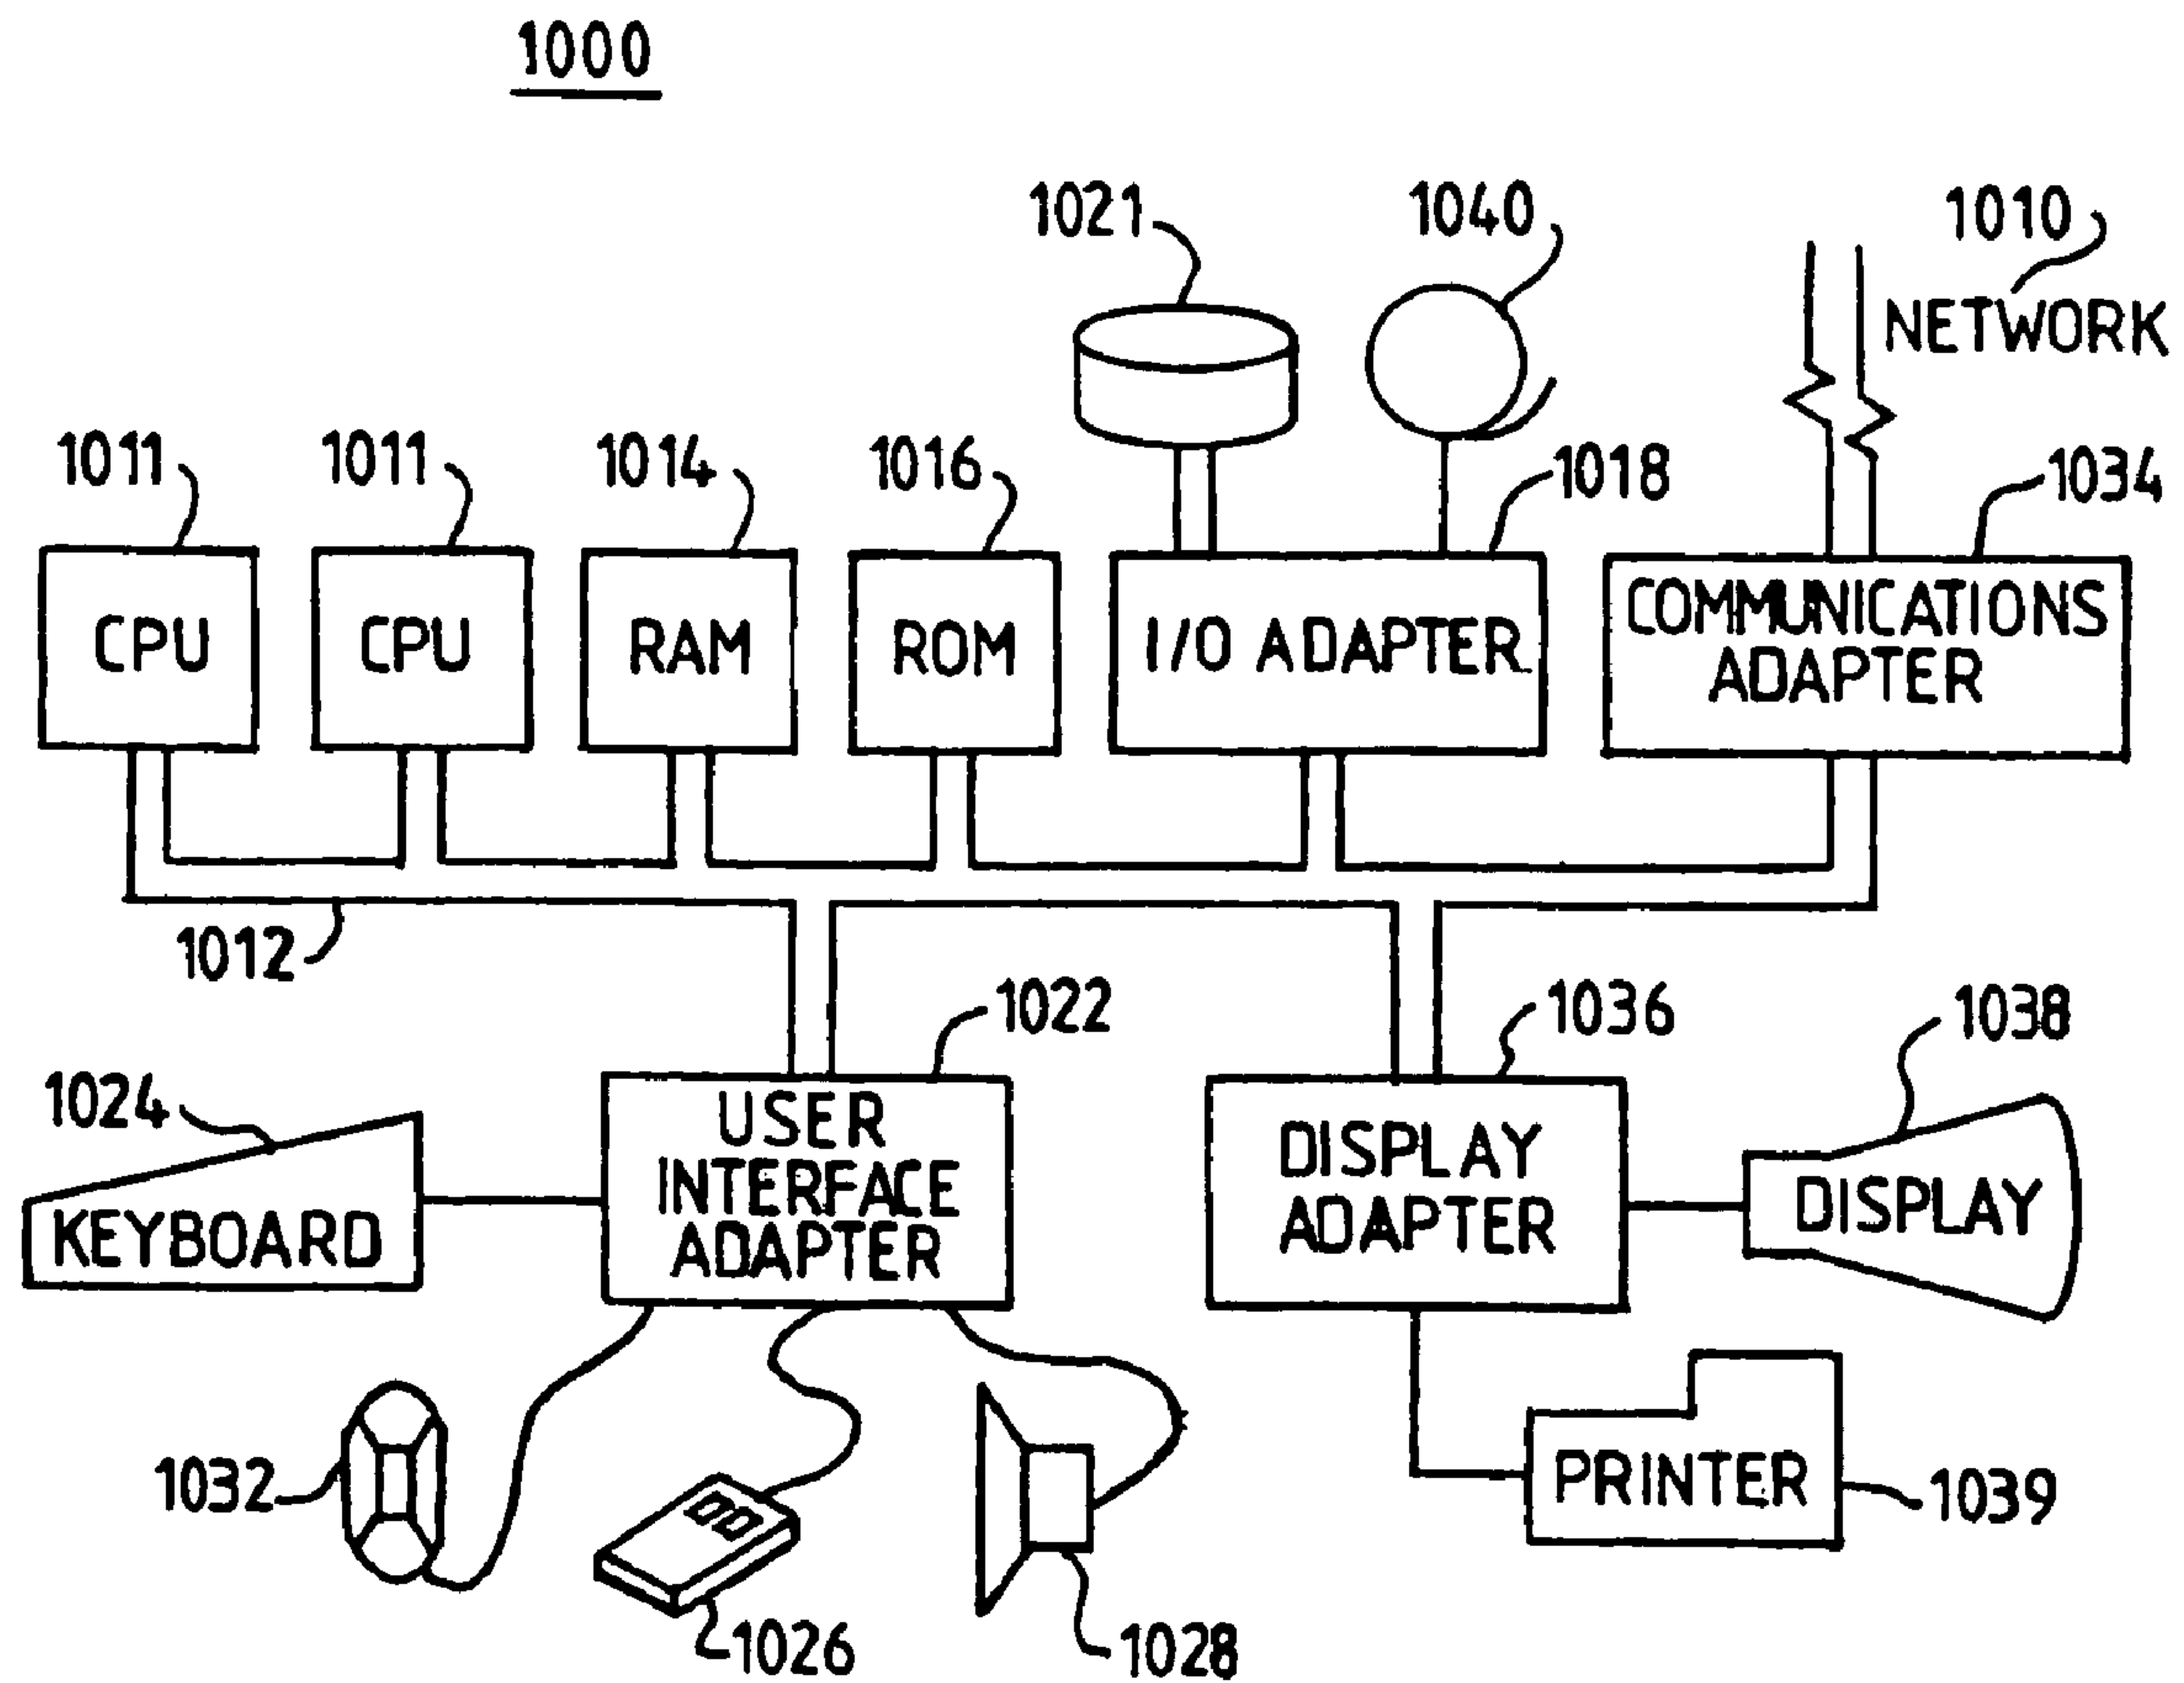 1000
1021
1040
1010
NETWORK
1011
1011
1014
1016
1018
1034
CPU
CPU
RAM
ROM
I/O ADAPTER
COMMUNICATIONS
ADAPTER
1012
1022
1036
1038
1024
KEYBOARD
USER
INTERFACE
ADAPTER
DISPLAY
ADAPTER
DISPLAY
1032
1026
1028
PRINTER
1039